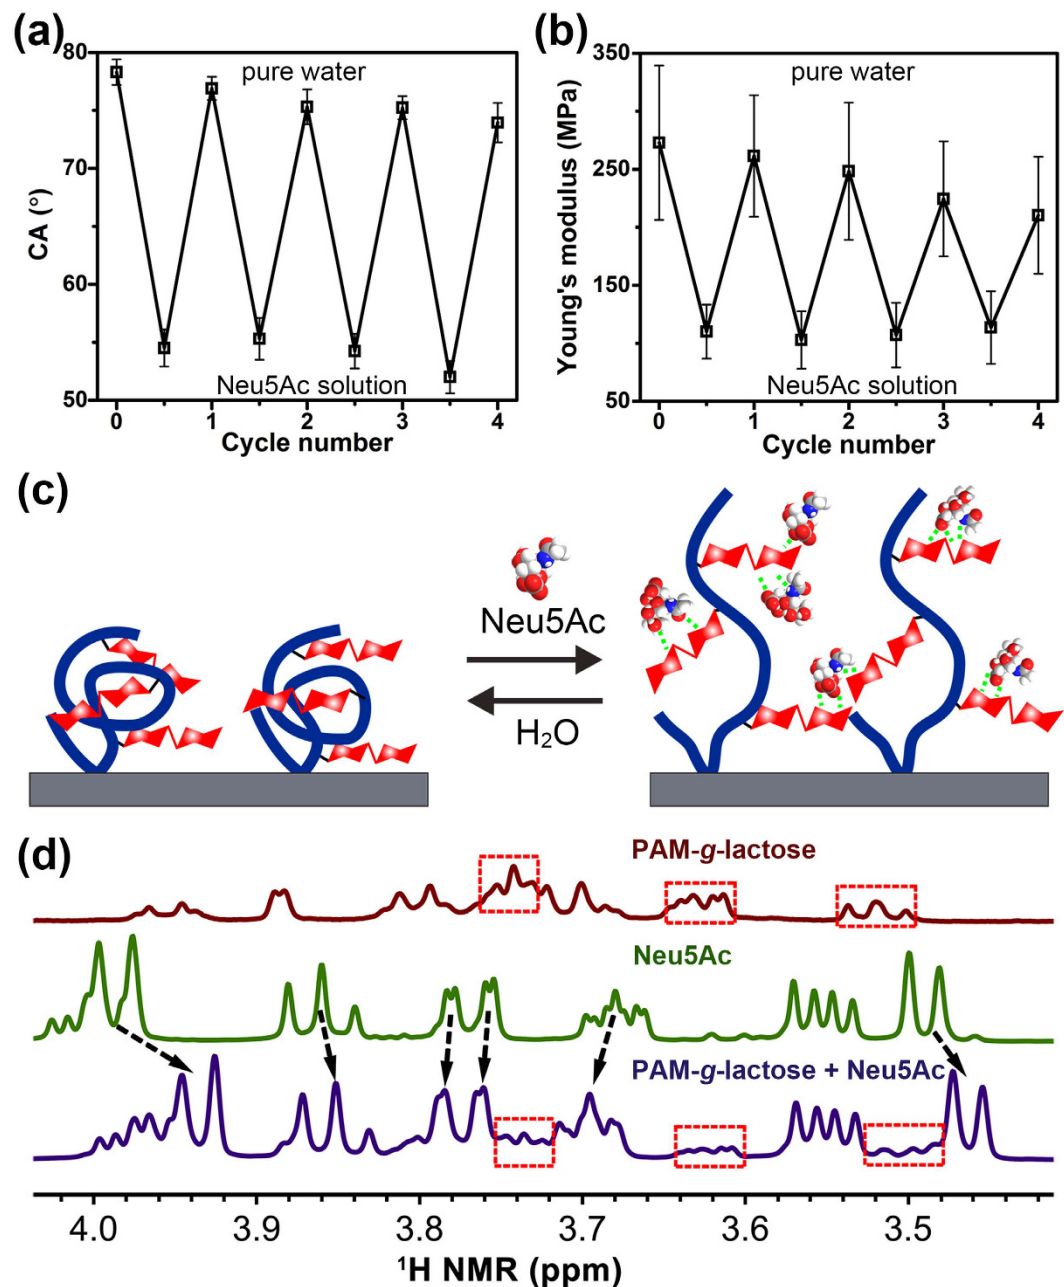 (a)
80
70
60
50
CA (°)
pure water
Neu5Ac solution
0 1 2 3 4
Cycle number
(b)
350
250
150
50
Young's modulus (MPa)
pure water
Neu5Ac solution
0 1 2 3 4
Cycle number
(c)
Neu5Ac
H₂O
(d)
PAM-g-lactose
Neu5Ac
PAM-g-lactose + Neu5Ac
4.0 3.9 3.8 3.7 3.6 3.5
¹H NMR (ppm)